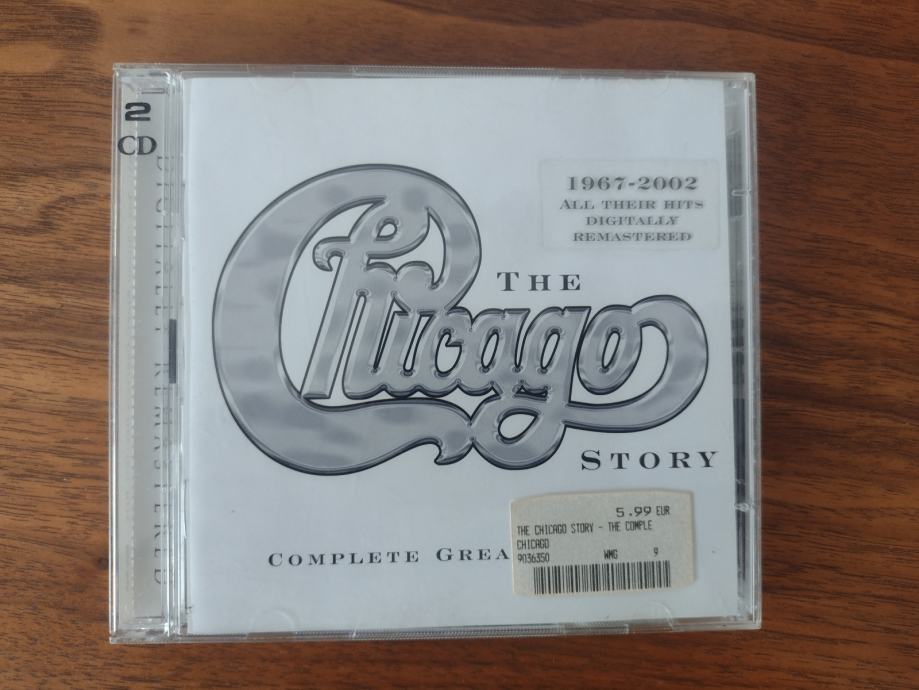 2
CD
DIGITALLY REMASTERED
1967-2002
ALL THEIR HITS
DIGITALLY
REMASTERED
THE
Chicago
STORY
COMPLETE GREA
5.99 EUR
THE CHICAGO STORY - THE COMPLE
CHICAGO
9036350 WMG 9